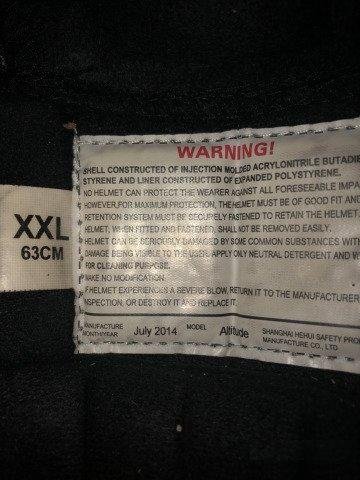 XXL
63CM
WARNING!
SHELL CONSTRUCTED OF INJECTION MOLDED ACRYLONITRILE BUTADIE
STYRENE AND LINER CONSTRUCTED OF EXPANDED POLYSTYRENE.
NO HELMET CAN PROTECT THE WEARER AGAINST ALL FORESEEABLE IMPA
HOWEVER,FOR MAXIMUM PROTECTION, THE HELMET MUST BE OF GOOD FIT AND
RETENTION SYSTEM MUST BE SECURELY FASTENED TO RETAIN THE HELMET
HELMET, WHEN FITTED AND FASTENED, SHALL NOT BE REMOVED EASILY.
HELMET CAN BE SERIOUSLY DAMAGED BY SOME COMMON SUBSTANCES WITH
DAMAGE BEING VISIBLE TO THE USER. APPLY ONLY NEUTRAL DETERGENT AND W
FOR CLEANING PURPOSE.
MAKE NO MODIFICATION
F HELMET EXPERIENCES A SEVERE BLOW, RETURN IT TO THE MANUFACTURER
INSPECTION, OR DESTROY IT AND REPLACE IT.
MANUFACTURE
MONTH/YEAR
July 2014
MODEL
Altitude
SHANGHAI HEHUI SAFETY PRO
MANUFACTURE CO., LTD